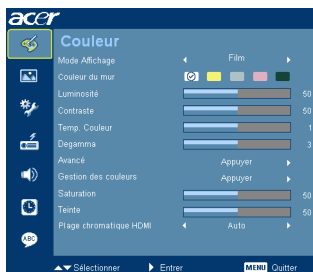 acer
Couleur
Mode Affichage Film
Couleur du mur
Luminosité 50
Contraste 50
Temp. Couleur 1
Degamma 3
Avancé Appuyer
Gestion des couleurs Appuyer
Saturation 50
Teinte 50
Plage chromatique HDMI Auto
ABC
Sélectionner Entrer MENU Quitter